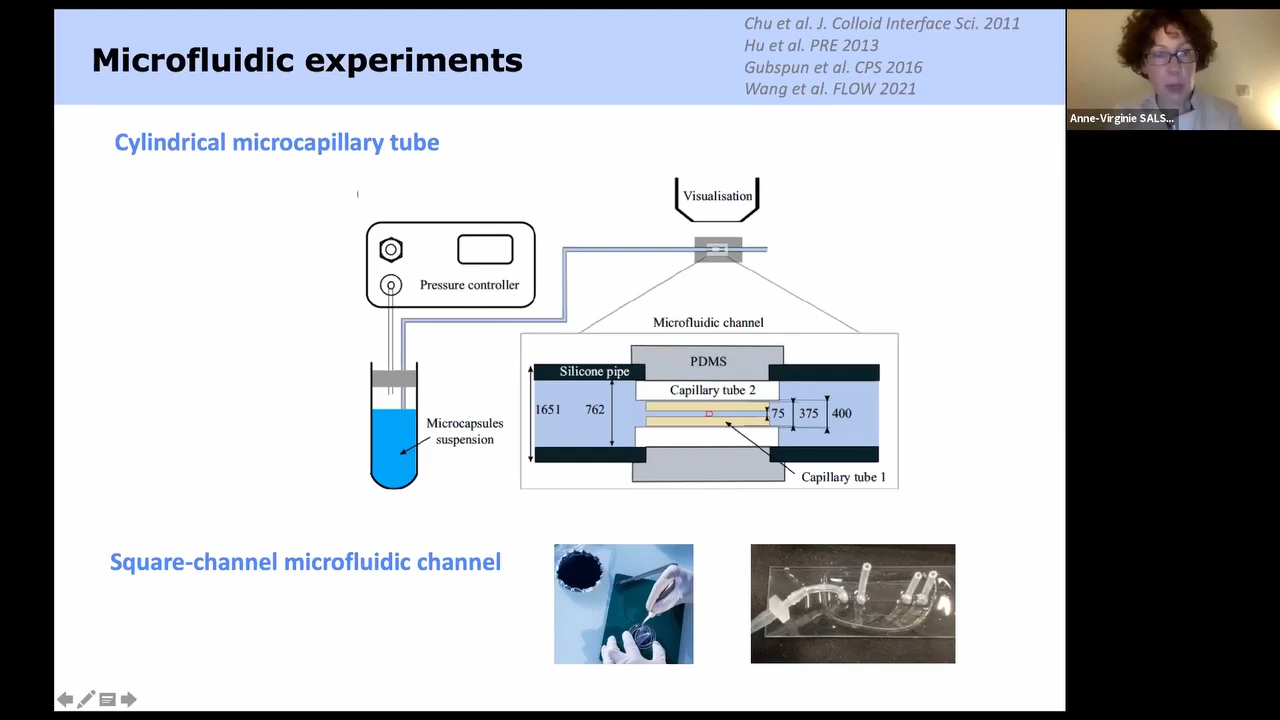 Microfluidic experiments
Chu et al. J. Colloid Interface Sci. 2011
Hu et al. PRE 2013
Gubspun et al. CPS 2016
Wang et al. FLOW 2021
Anne-Virginie SALS...
Cylindrical microcapillary tube
Visualisation
Pressure controller
Microfluidic channel
PDMS
Silicone pipe
Capillary tube 2
1651
762
75
375
400
Microcapsules
suspension
Capillary tube 1
Square-channel microfluidic channel